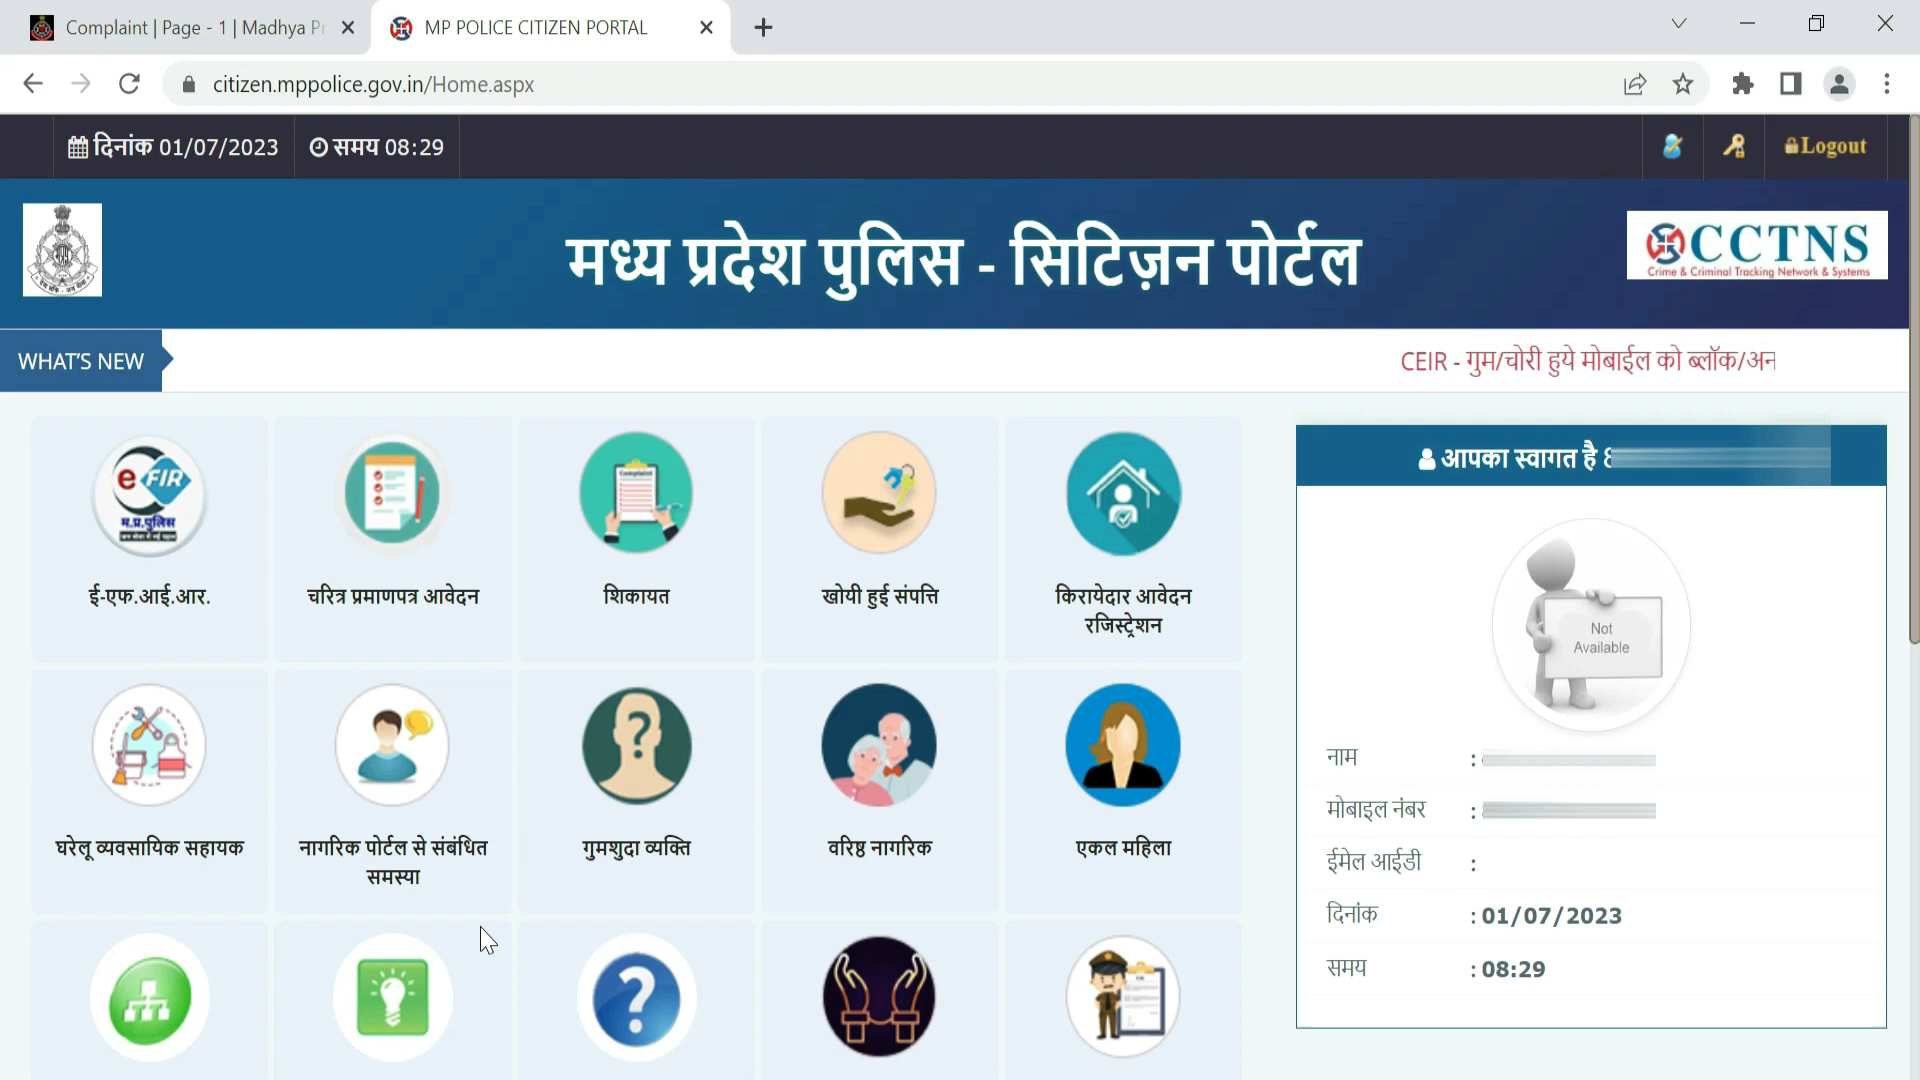 Complaint | Page - 1 | Madhya Pr
MP POLICE CITIZEN PORTAL
citizen.mppolice.gov.in/Home.aspx
दिनांक 01/07/2023
समय 08:29
Logout
मध्य प्रदेश पुलिस - सिटिज़न पोर्टल
CCTNS
Crime & Criminal Tracking Network & Systems
WHAT'S NEW
CEIR - गुम/चोरी हुये मोबाईल को ब्लॉक/अन
e FIR
म.प्र.पुलिस
ई-एफ.आई.आर.
चरित्र प्रमाणपत्र आवेदन
Complaint
शिकायत
खोयी हुई संपत्ति
किरायेदार आवेदन
रजिस्ट्रेशन
घरेलू व्यवसायिक सहायक
नागरिक पोर्टल से संबंधित
समस्या
गुमशुदा व्यक्ति
वरिष्ठ नागरिक
एकल महिला
आपका स्वागत है 8
Not
Available
नाम :
मोबाइल नंबर :
ईमेल आईडी :
दिनांक : 01/07/2023
समय : 08:29